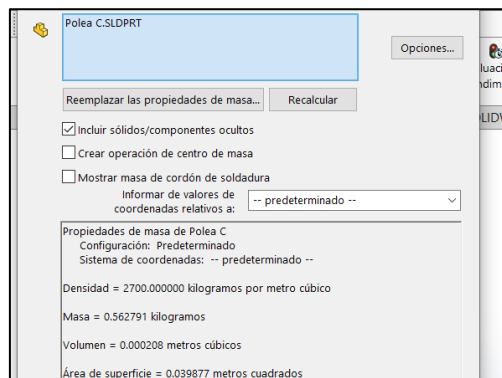 Polea C.SLDPRT
Opciones...
Reemplazar las propiedades de masa...
Recalcular
Incluir sólidos/componentes ocultos
Crear operación de centro de masa
Mostrar masa de cordón de soldadura
Informar de valores de
coordenadas relativos a:
-- predeterminado --
Propiedades de masa de Polea C
Configuración: Predeterminado
Sistema de coordenadas: -- predeterminado --
Densidad = 2700.000000 kilogramos por metro cúbico
Masa = 0.562791 kilogramos
Volumen = 0.000208 metros cúbicos
Área de superficie = 0.039877 metros cuadrados